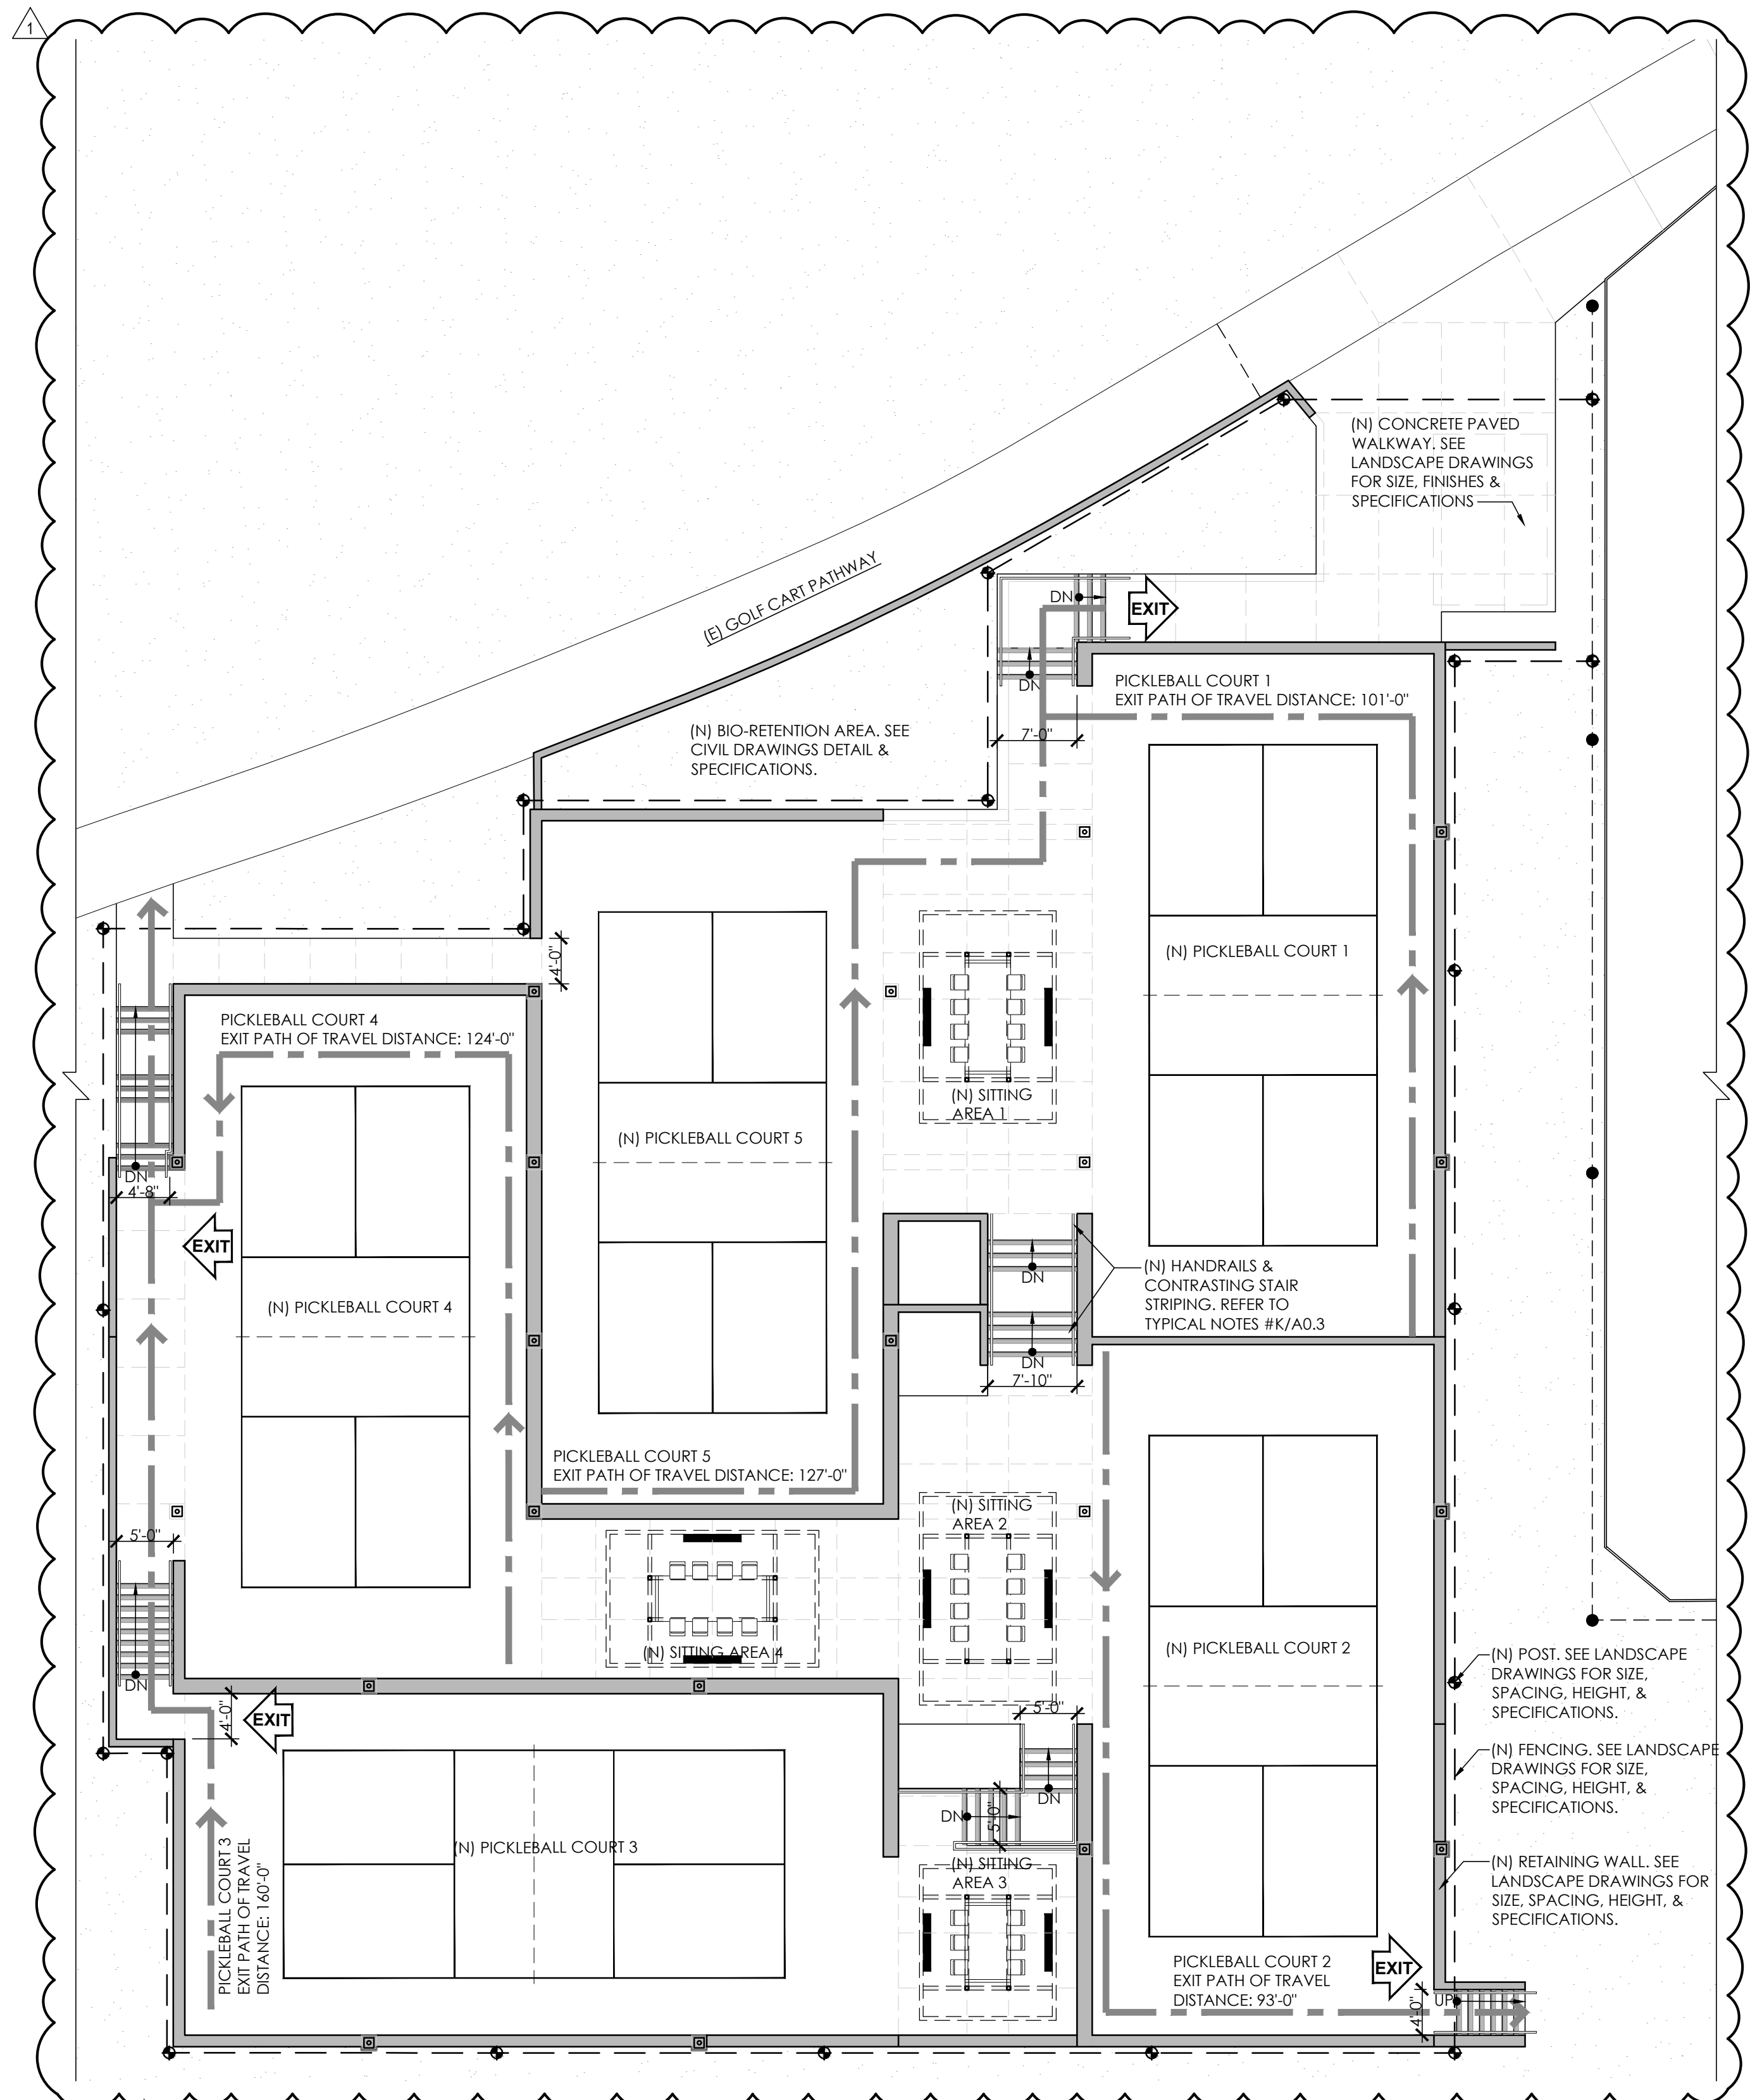 1
(N) CONCRETE PAVED
WALKWAY. SEE
LANDSCAPE DRAWINGS
FOR SIZE, FINISHES &
SPECIFICATIONS
(E) GOLF CART PATHWAY
DN
EXIT
DN
PICKLEBALL COURT 1
EXIT PATH OF TRAVEL DISTANCE: 101'-0"
7'-0"
(N) BIO-RETENTION AREA. SEE
CIVIL DRAWINGS DETAIL &
SPECIFICATIONS.
4'-0"
(N) PICKLEBALL COURT 1
PICKLEBALL COURT 4
EXIT PATH OF TRAVEL DISTANCE: 124'-0"
(N) SITTING
AREA 1
(N) PICKLEBALL COURT 5
DN
4'-8"
EXIT
(N) HANDRAILS &
CONTRASTING STAIR
STRIPING. REFER TO
TYPICAL NOTES #K/A0.3
DN
(N) PICKLEBALL COURT 4
DN
7'-10"
PICKLEBALL COURT 5
EXIT PATH OF TRAVEL DISTANCE: 127'-0"
(N) SITTING
AREA 2
5'-0"
(N) SITTING AREA 4
(N) PICKLEBALL COURT 2
(N) POST. SEE LANDSCAPE
DRAWINGS FOR SIZE,
SPACING, HEIGHT, &
SPECIFICATIONS.
DN
4'-0"
EXIT
5'-0"
(N) FENCING. SEE LANDSCAPE
DRAWINGS FOR SIZE,
SPACING, HEIGHT, &
SPECIFICATIONS.
DN
DN
5'-0"
(N) PICKLEBALL COURT 3
PICKLEBALL COURT 3
EXIT PATH OF TRAVEL
DISTANCE: 160'-0"
(N) SITTING
AREA 3
(N) RETAINING WALL. SEE
LANDSCAPE DRAWINGS FOR
SIZE, SPACING, HEIGHT, &
SPECIFICATIONS.
PICKLEBALL COURT 2
EXIT PATH OF TRAVEL
DISTANCE: 93'-0"
EXIT
UP
4'-0"